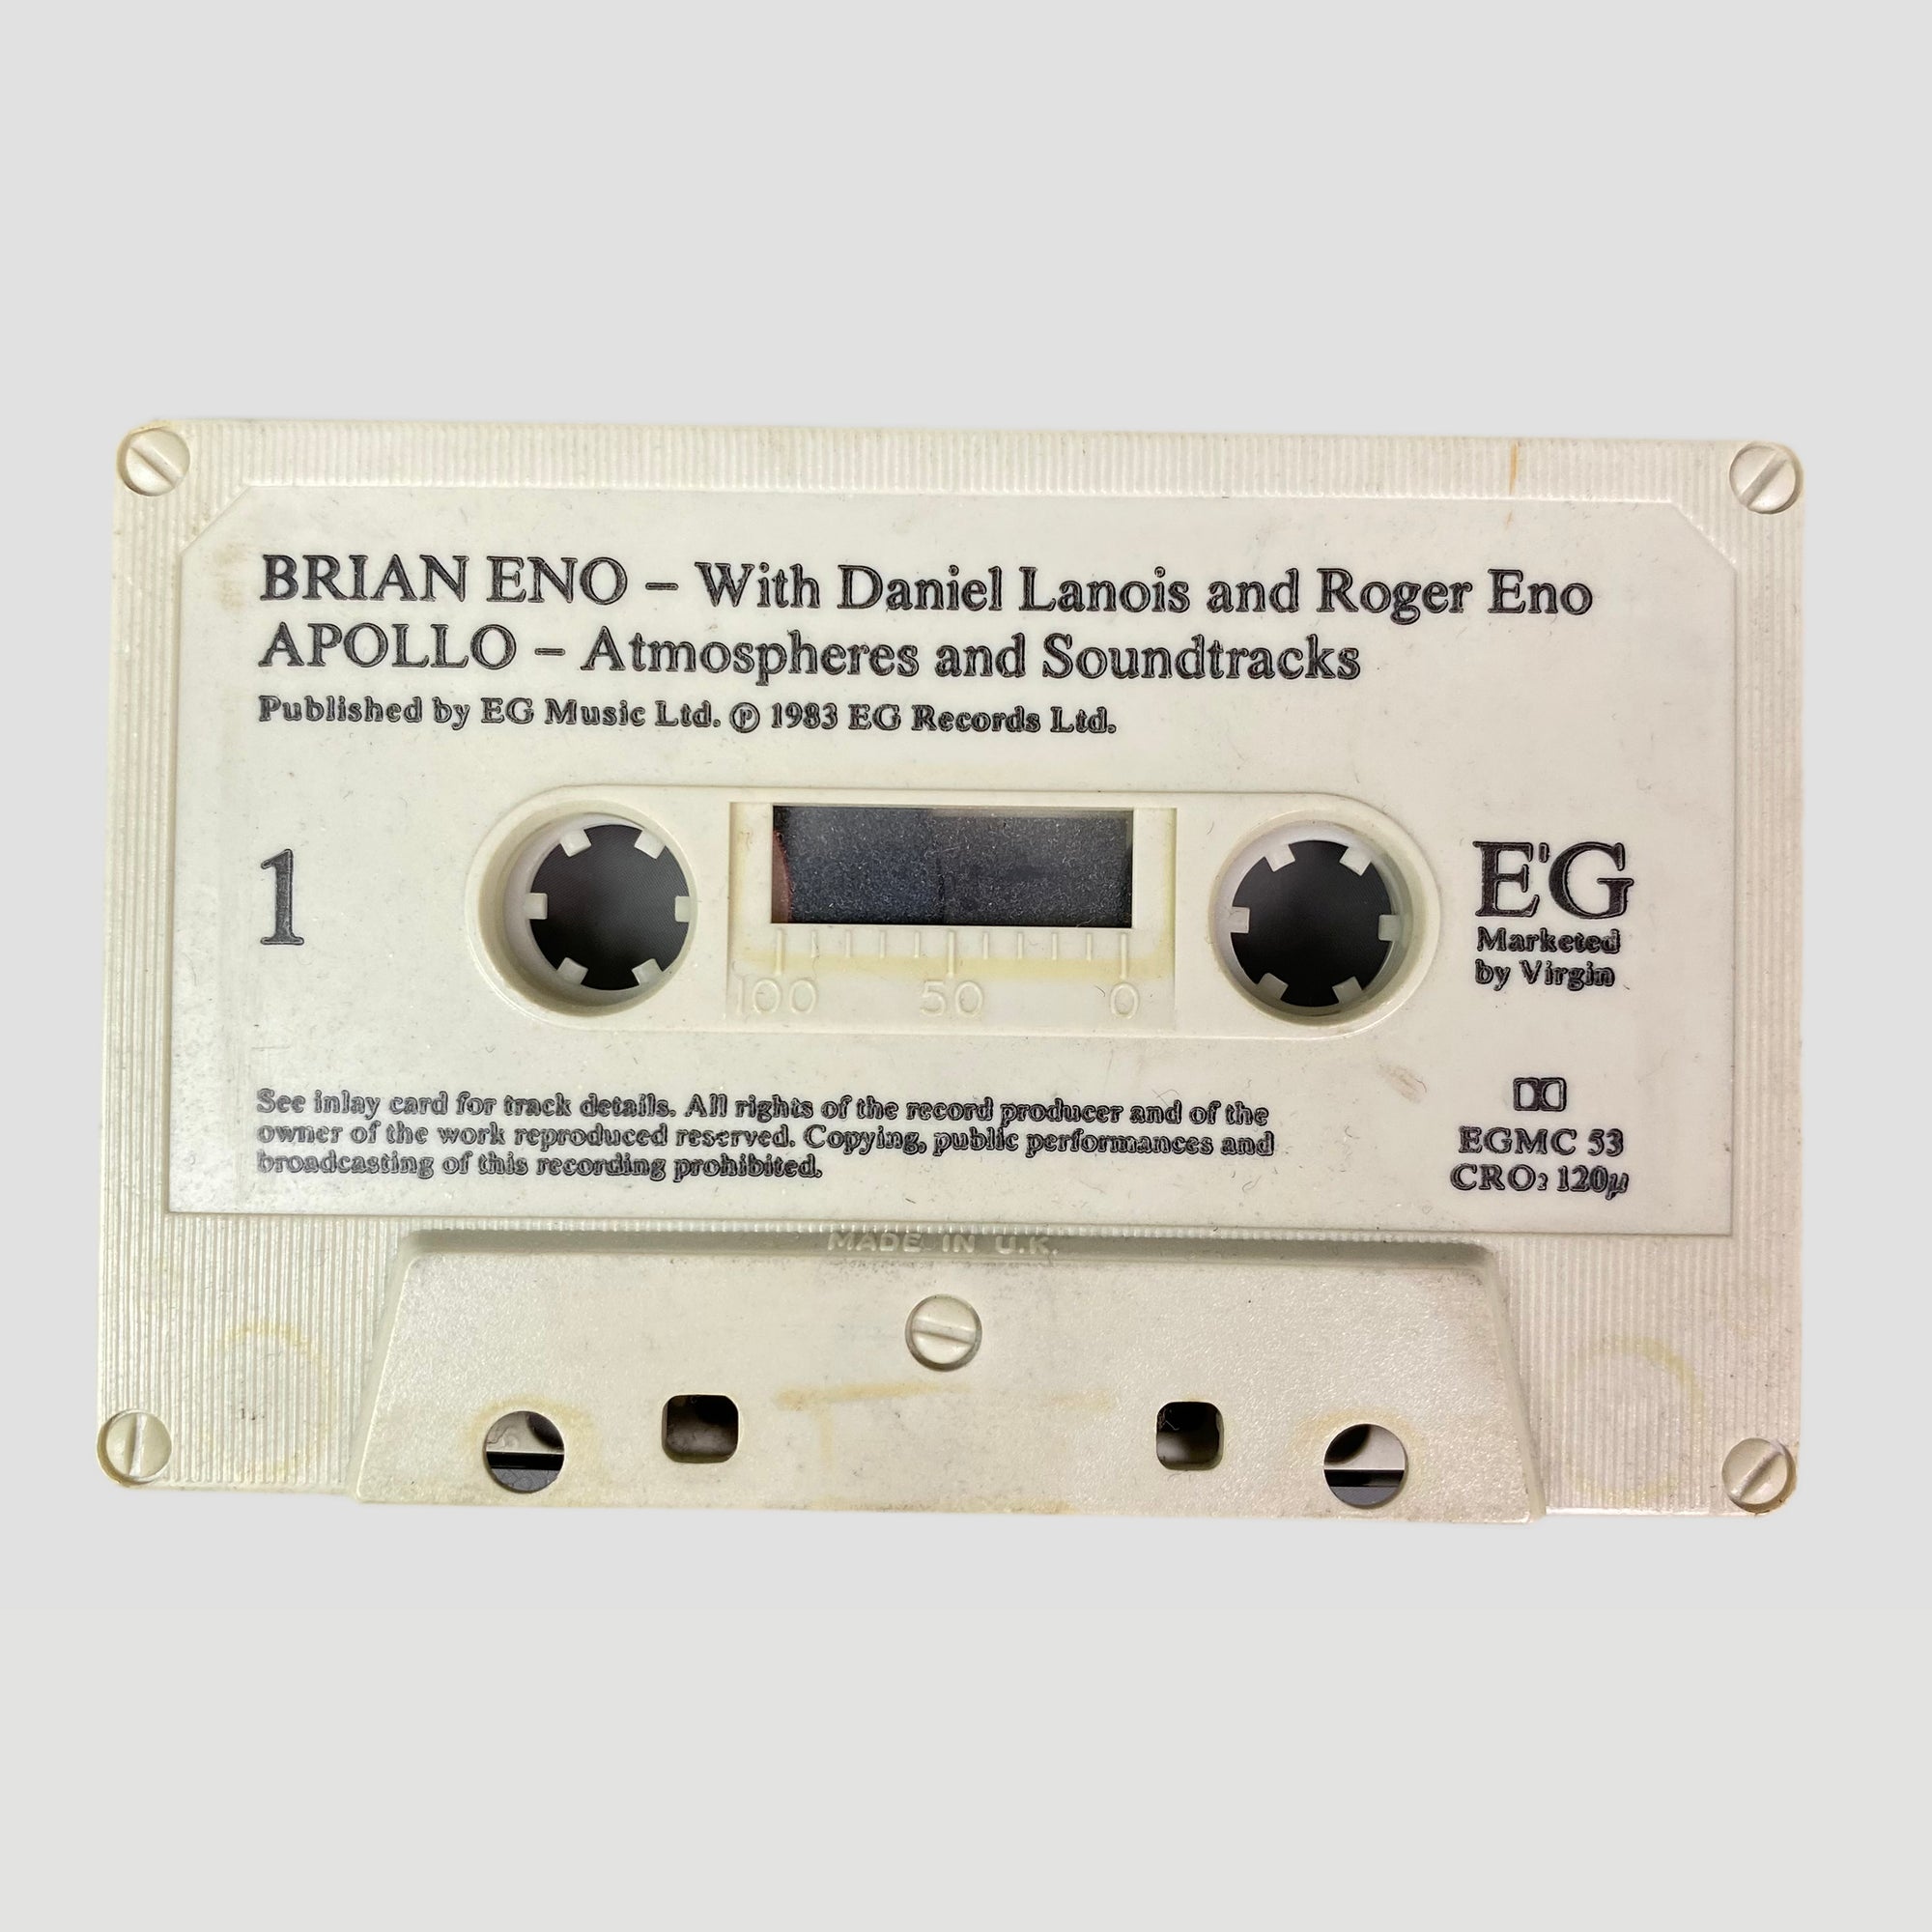 BRIAN ENO – With Daniel Lanois and Roger Eno
APOLLO – Atmospheres and Soundtracks
Published by EG Music Ltd. ℗ 1983 EG Records Ltd.
1
E'G
Marketed
by Virgin
100 50 0
See inlay card for track details. All rights of the record producer and of the
owner of the work reproduced reserved. Copying, public performances and
broadcasting of this recording prohibited.
EGMC 53
CRO₂ 120µ
MADE IN U.K.